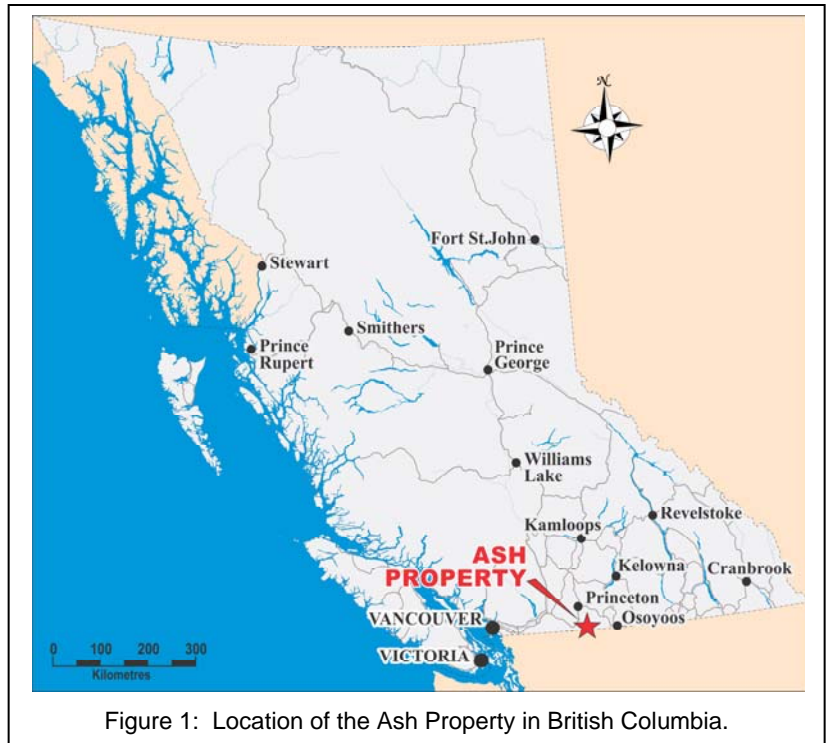 N
Fort St.John
Stewart
Smithers
Prince
Rupert
Prince
George
Williams
Lake
Revelstoke
Kamloops
ASH
PROPERTY
Kelowna
Cranbrook
Princeton
VANCOUVER
Osoyoos
VICTORIA
0 100 200 300
Kilometres
Figure 1: Location of the Ash Property in British Columbia.